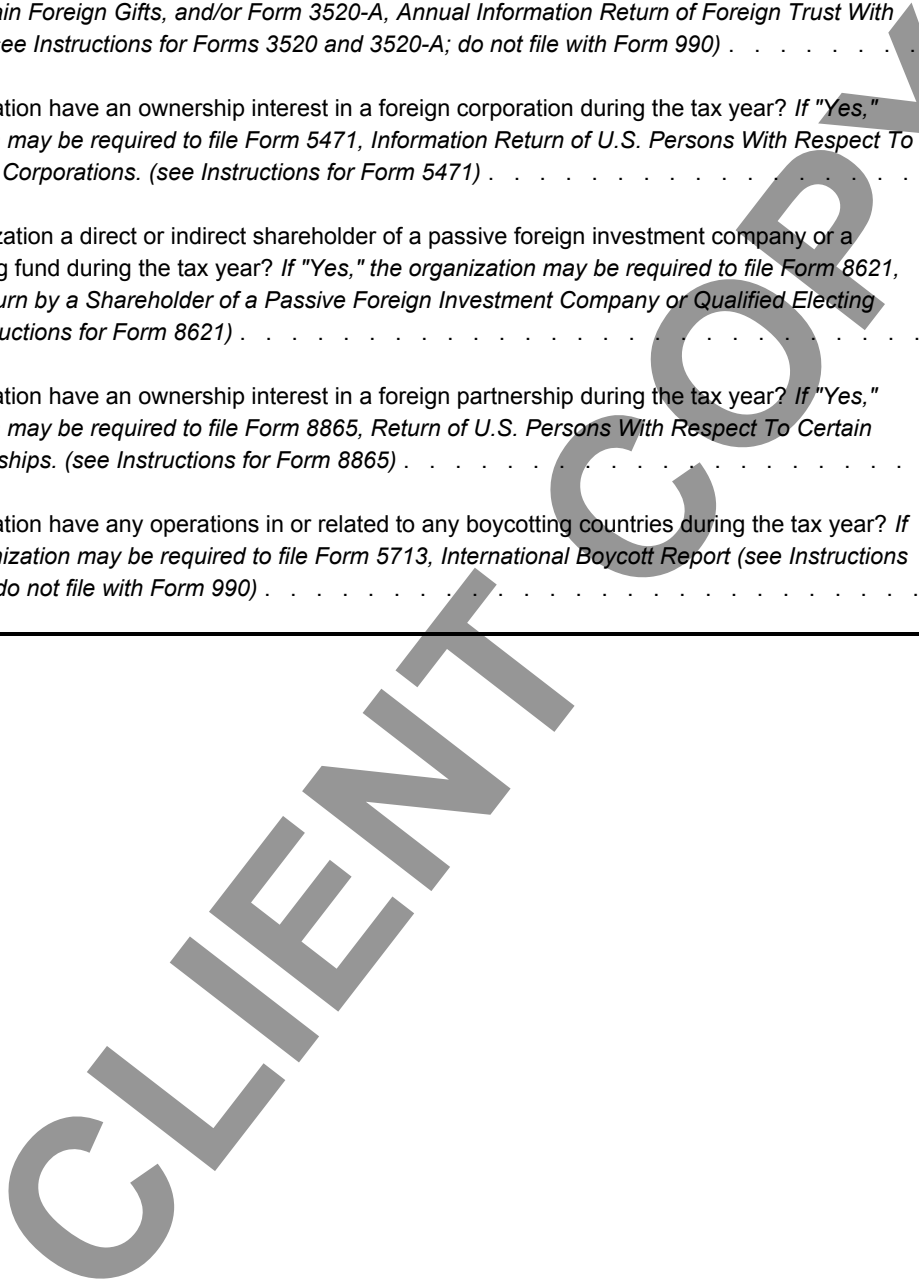 in Foreign Gifts, and/or Form 3520-A, Annual Information Return of Foreign Trust With
ee Instructions for Forms 3520 and 3520-A; do not file with Form 990) . . . . . . . .
ation have an ownership interest in a foreign corporation during the tax year? If "Yes,"
may be required to file Form 5471, Information Return of U.S. Persons With Respect To
Corporations. (see Instructions for Form 5471) . . . . . . . . . . . . . . . . .
zation a direct or indirect shareholder of a passive foreign investment company or a
g fund during the tax year? If "Yes," the organization may be required to file Form 8621,
urn by a Shareholder of a Passive Foreign Investment Company or Qualified Electing
uctions for Form 8621) . . . . . . . . . . . . . . . . . . . . . . . . . . .
ation have an ownership interest in a foreign partnership during the tax year? If "Yes,"
may be required to file Form 8865, Return of U.S. Persons With Respect To Certain
ships. (see Instructions for Form 8865) . . . . . . . . . . . . . . . . . . . .
ation have any operations in or related to any boycotting countries during the tax year? If
nization may be required to file Form 5713, International Boycott Report (see Instructions
do not file with Form 990) . . . . . . . . . . . . . . . . . . . . . . . . . .
CLIENT COPY